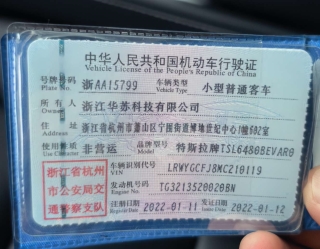 中华人民共和国机动车行驶证
Vehicle License of the People's Republic of China
号牌号码 浙AA15799 车辆类型 小型普通客车
Plate No. Vehicle Type
所有人 浙江华苏科技有限公司
Owner
住址 浙江省杭州市萧山区宁围街道博地世纪中心1幢602室
Address
使用性质 非营运 品牌型号 特斯拉牌TSL6480BEVAR0
Use Character
浙江省杭州 车辆识别代号 LRWYGCFJ8MC210119
VIN
市公安局交 发动机号码 TG3213520020BN
Engine No.
通警察支队 注册日期 2022-01-11 发证日期 2022-01-12
Register Date Issue Date